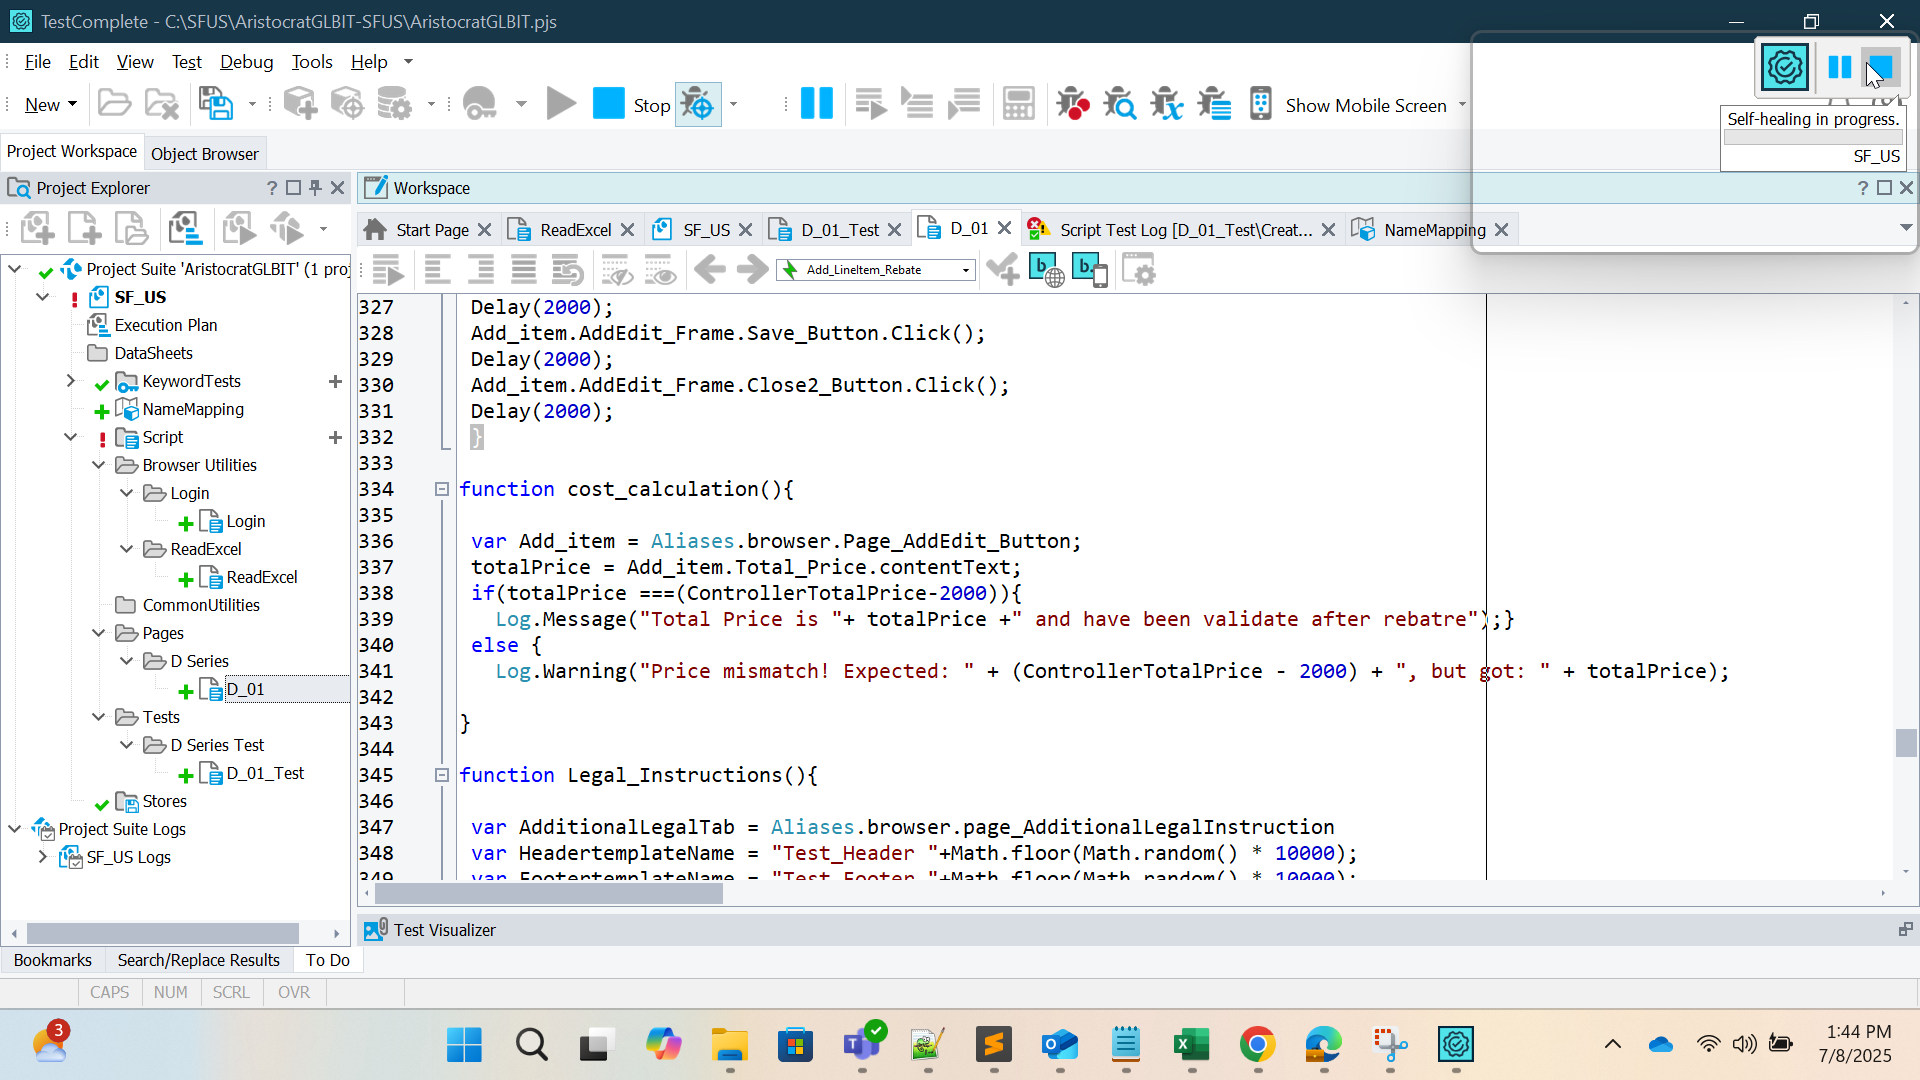 TestComplete - C:\SFUS\AristocratGLBIT-SFUS\AristocratGLBIT.pjs
File Edit View Test Debug Tools Help
New Stop Show Mobile Screen
Self-healing in progress.
SF_US
Project Workspace Object Browser
Project Explorer
Workspace
Start Page ReadExcel SF_US D_01_Test D_01 Script Test Log [D_01_Test\Creat... NameMapping
Add_LineItem_Rebate
Project Suite 'AristocratGLBIT' (1 proj
SF_US
Execution Plan
DataSheets
KeywordTests
NameMapping
Script
Browser Utilities
Login
Login
ReadExcel
ReadExcel
CommonUtilities
Pages
D Series
D_01
Tests
D Series Test
D_01_Test
Stores
Project Suite Logs
SF_US Logs
327 Delay(2000);
328 Add_item.AddEdit_Frame.Save_Button.Click();
329 Delay(2000);
330 Add_item.AddEdit_Frame.Close2_Button.Click();
331 Delay(2000);
332 }
333
334 function cost_calculation(){
335
336 var Add_item = Aliases.browser.Page_AddEdit_Button;
337 totalPrice = Add_item.Total_Price.contentText;
338 if(totalPrice ===(ControllerTotalPrice-2000)){
339 Log.Message("Total Price is "+ totalPrice +" and have been validate after rebatre");}
340 else {
341 Log.Warning("Price mismatch! Expected: " + (ControllerTotalPrice - 2000) + ", but got: " + totalPrice);
342
343 }
344
345 function Legal_Instructions(){
346
347 var AdditionalLegalTab = Aliases.browser.page_AdditionalLegalInstruction
348 var HeadertemplateName = "Test_Header "+Math.floor(Math.random() * 10000);
349 var FootertemplateName = "Test_Footer "+Math.floor(Math.random() * 10000);
Test Visualizer
Bookmarks Search/Replace Results To Do
CAPS NUM SCRL OVR
3
1:44 PM
7/8/2025